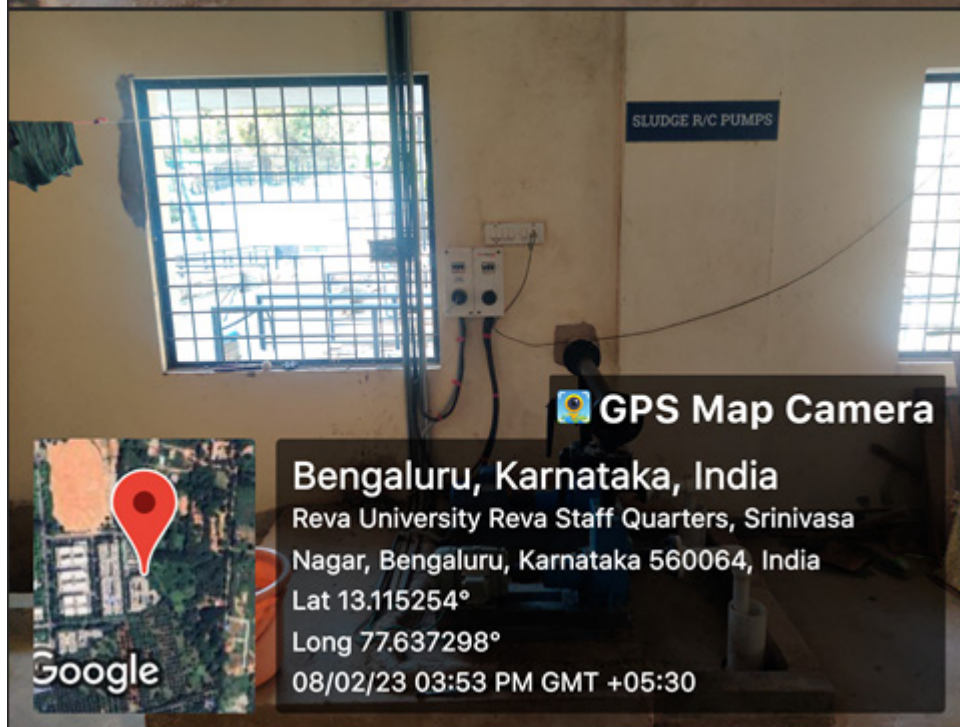 SLUDGE R/C PUMPS
GPS Map Camera
Bengaluru, Karnataka, India
Reva University Reva Staff Quarters, Srinivasa
Nagar, Bengaluru, Karnataka 560064, India
Lat 13.115254°
Long 77.637298°
08/02/23 03:53 PM GMT +05:30
Google